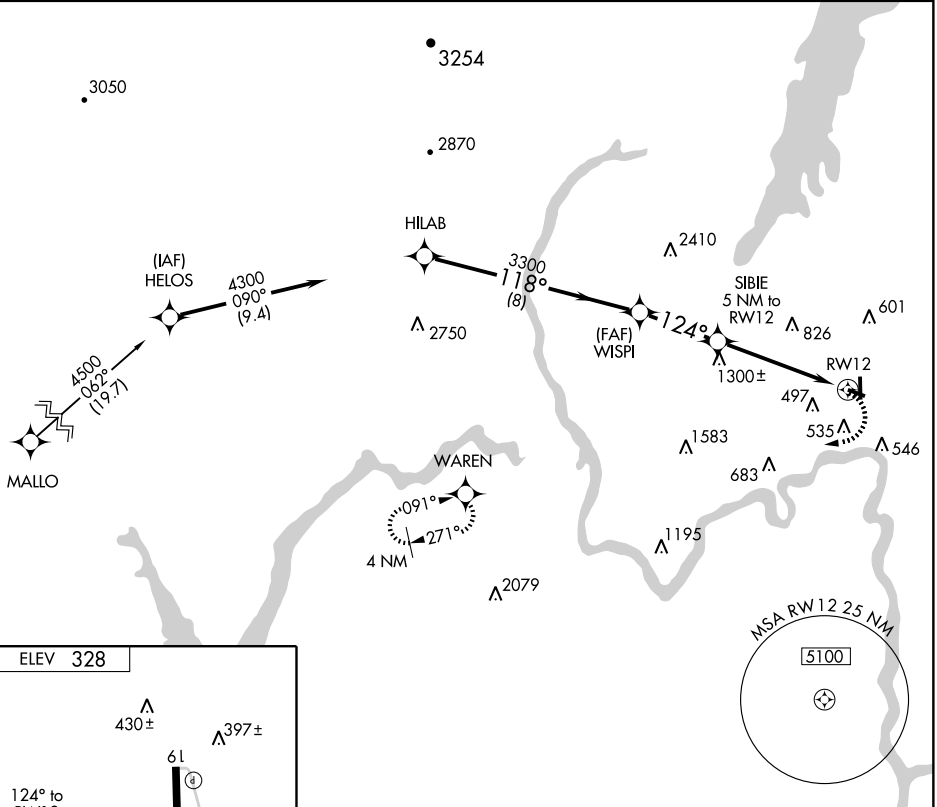 3254
3050
2870
HILAB
2410
(IAF)
HELOS
4300
090°
(9.4)
3300
118°
(8)
SIBIE
5 NM to
RW12
601
826
2750
(FAF)
WISPI
124°
4500
062°
(19.7)
1300±
RW12
497
535
546
MALLO
1583
683
WAREN
091°
271°
4 NM
1195
2079
MSA RW12 25 NM
5100
ELEV 328
430±
397±
19
P
124° to